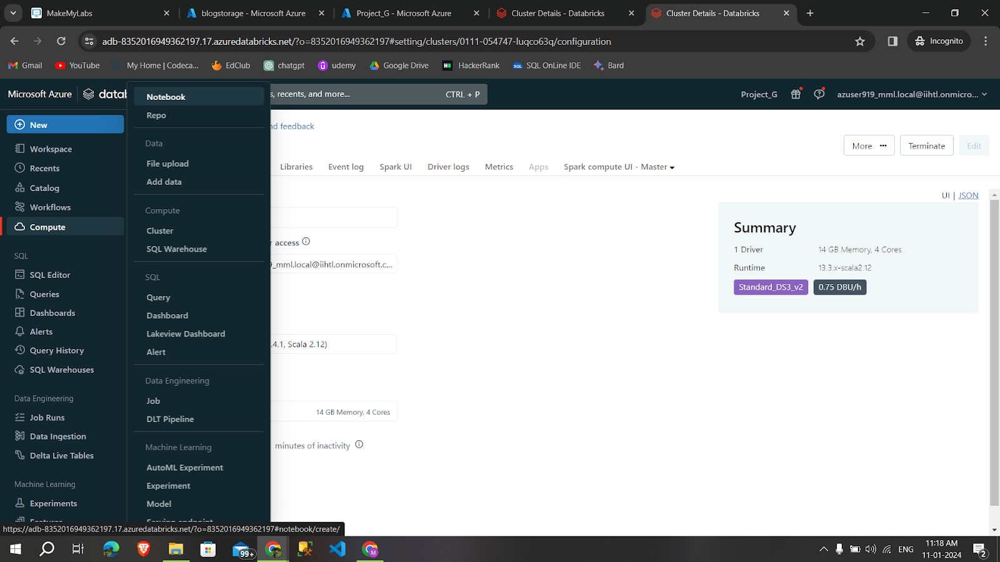 MakeMyLabs
blogstorage - Microsoft Azure
Project_G - Microsoft Azure
Cluster Details - Databricks
Cluster Details - Databricks
adb-8352016949362197.17.azuredatabricks.net/?o=8352016949362197#setting/clusters/0111-054747-luqco63q/configuration
Incognito
Gmail
YouTube
My Home | Codeca...
EdClub
chatgpt
udemy
Google Drive
HackerRank
SQL OnLine IDE
Bard
Microsoft Azure
datab
s, recents, and more...
CTRL + P
Project_G
azuser919_mml.local@iihtl.onmicro...
New
Workspace
Recents
Catalog
Workflows
Compute
SQL
SQL Editor
Queries
Dashboards
Alerts
Query History
SQL Warehouses
Data Engineering
Job Runs
Data Ingestion
Delta Live Tables
Machine Learning
Experiments
Features
Notebook
Repo
Data
File upload
Add data
Compute
Cluster
SQL Warehouse
SQL
Query
Dashboard
Lakeview Dashboard
Alert
Data Engineering
Job
DLT Pipeline
Machine Learning
AutoML Experiment
Experiment
Model
Serving endpoint
nd feedback
More
Terminate
Edit
Libraries
Event log
Spark UI
Driver logs
Metrics
Apps
Spark compute UI - Master
UI | JSON
r access
9_mml.local@iihtl.onmicrosoft.c...
.4.1, Scala 2.12)
14 GB Memory, 4 Cores
minutes of inactivity
Summary
1 Driver 14 GB Memory, 4 Cores
Runtime 13.3.x-scala2.12
Standard_DS3_v2 0.75 DBU/h
https://adb-8352016949362197.17.azuredatabricks.net/?o=8352016949362197#notebook/create/
99+
M
ENG
11:18 AM
11-01-2024
2